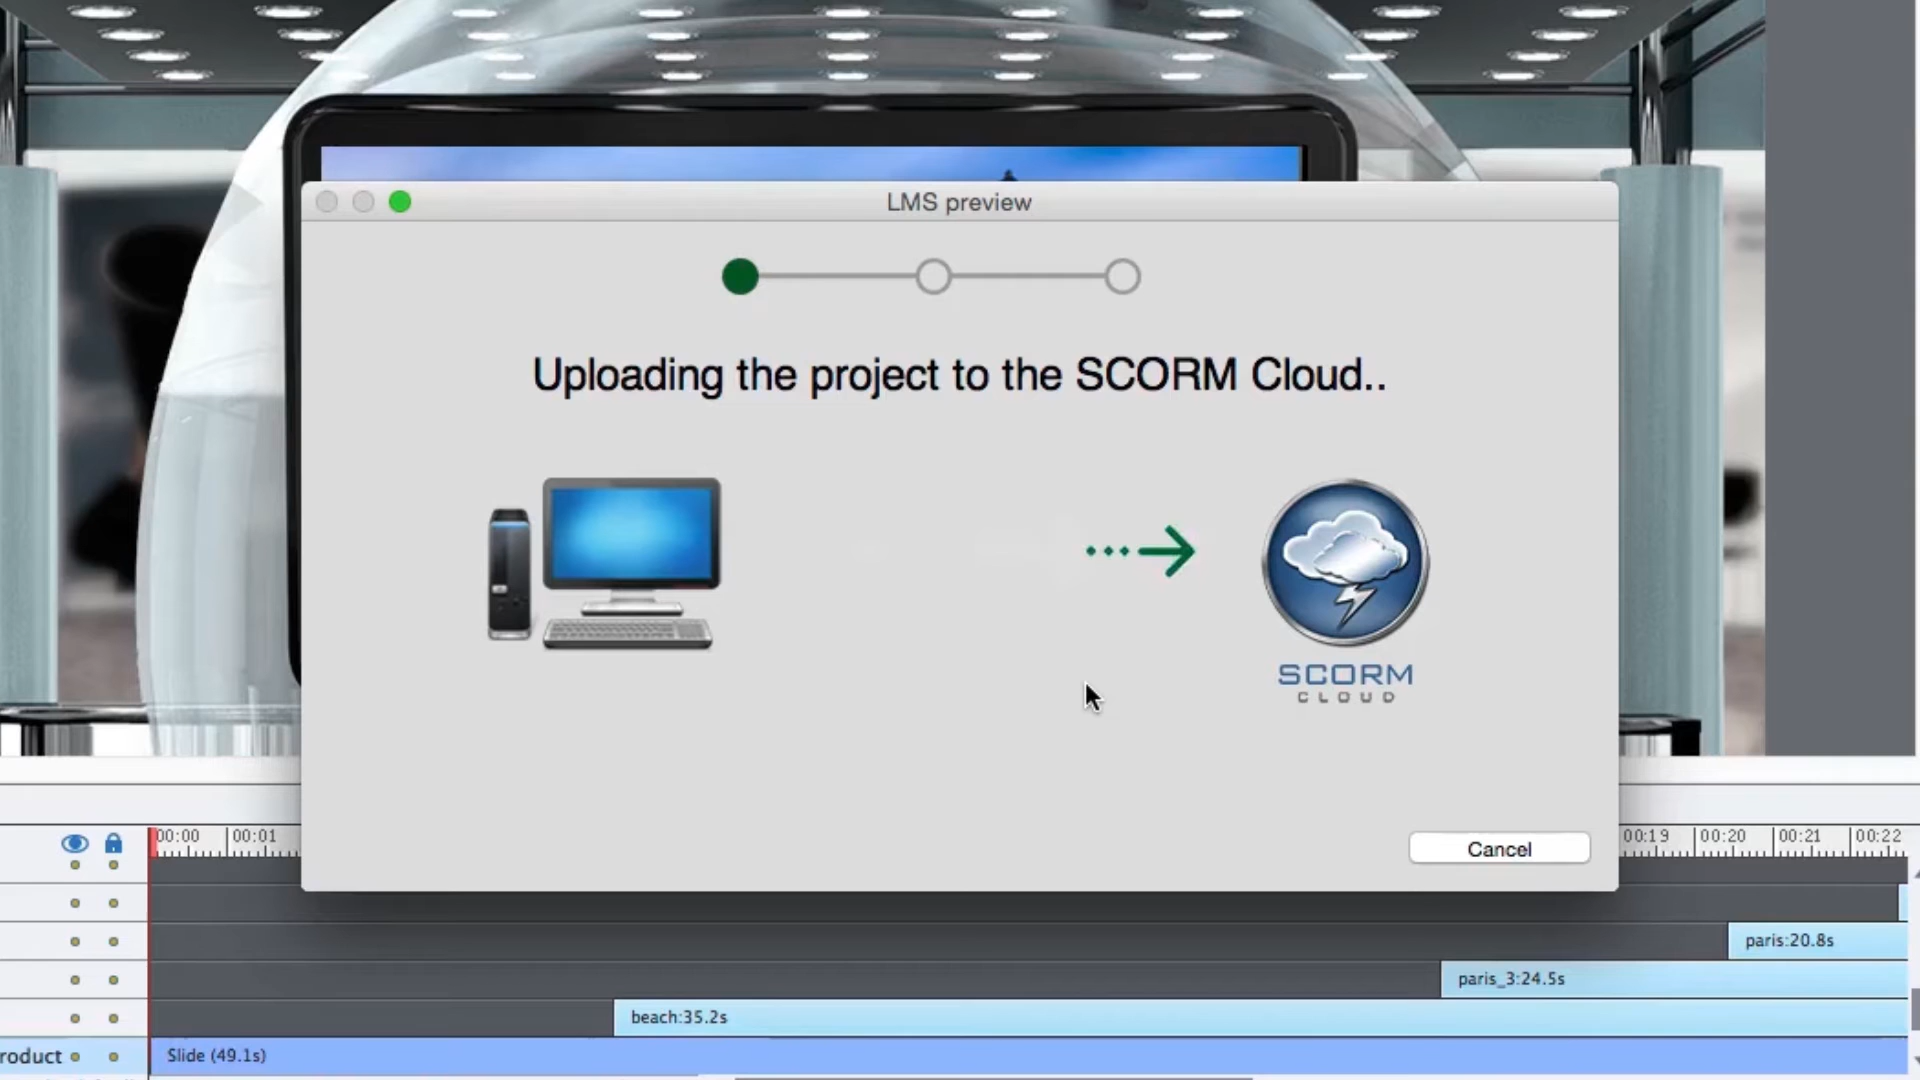 LMS preview
Uploading the project to the SCORM Cloud..
SCORM
CLOUD
Cancel
00:00 00:01 00:19 00:20 00:21 00:22
paris:20.8s
paris_3:24.5s
beach:35.2s
roduct Slide (49.1s)